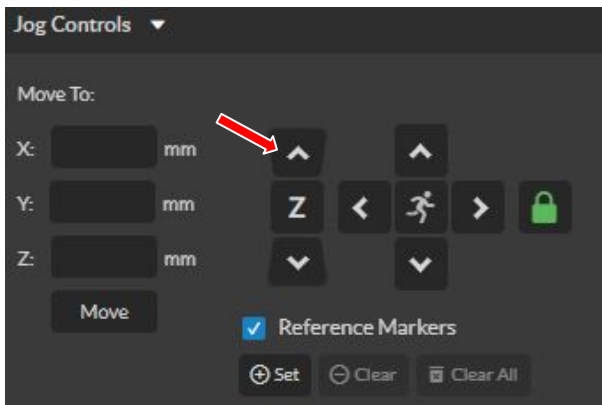 Jog Controls
Move To:
X: mm
Y: mm Z
Z: mm
Move
Reference Markers
Set Clear Clear All